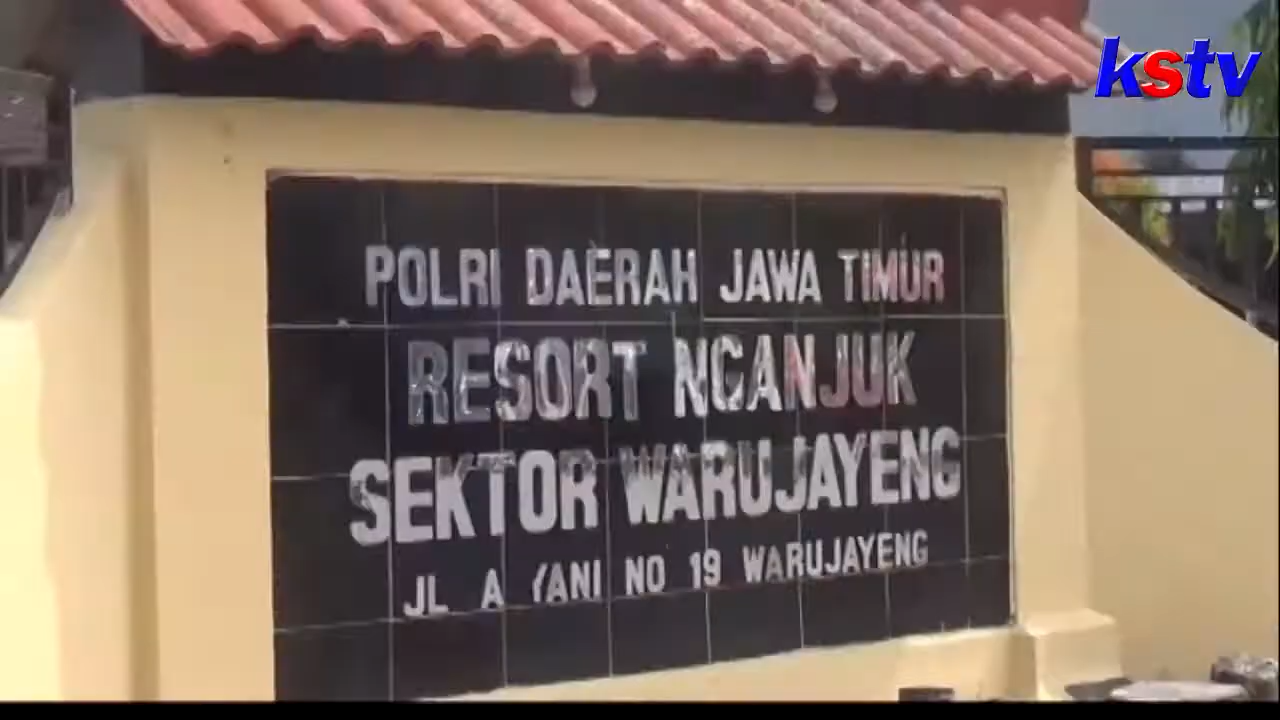 kstv
POLRI DAERAH JAWA TIMUR
RESORT NGANJUK
SEKTOR WARUJAYENG
JL A YANI NO 19 WARUJAYENG